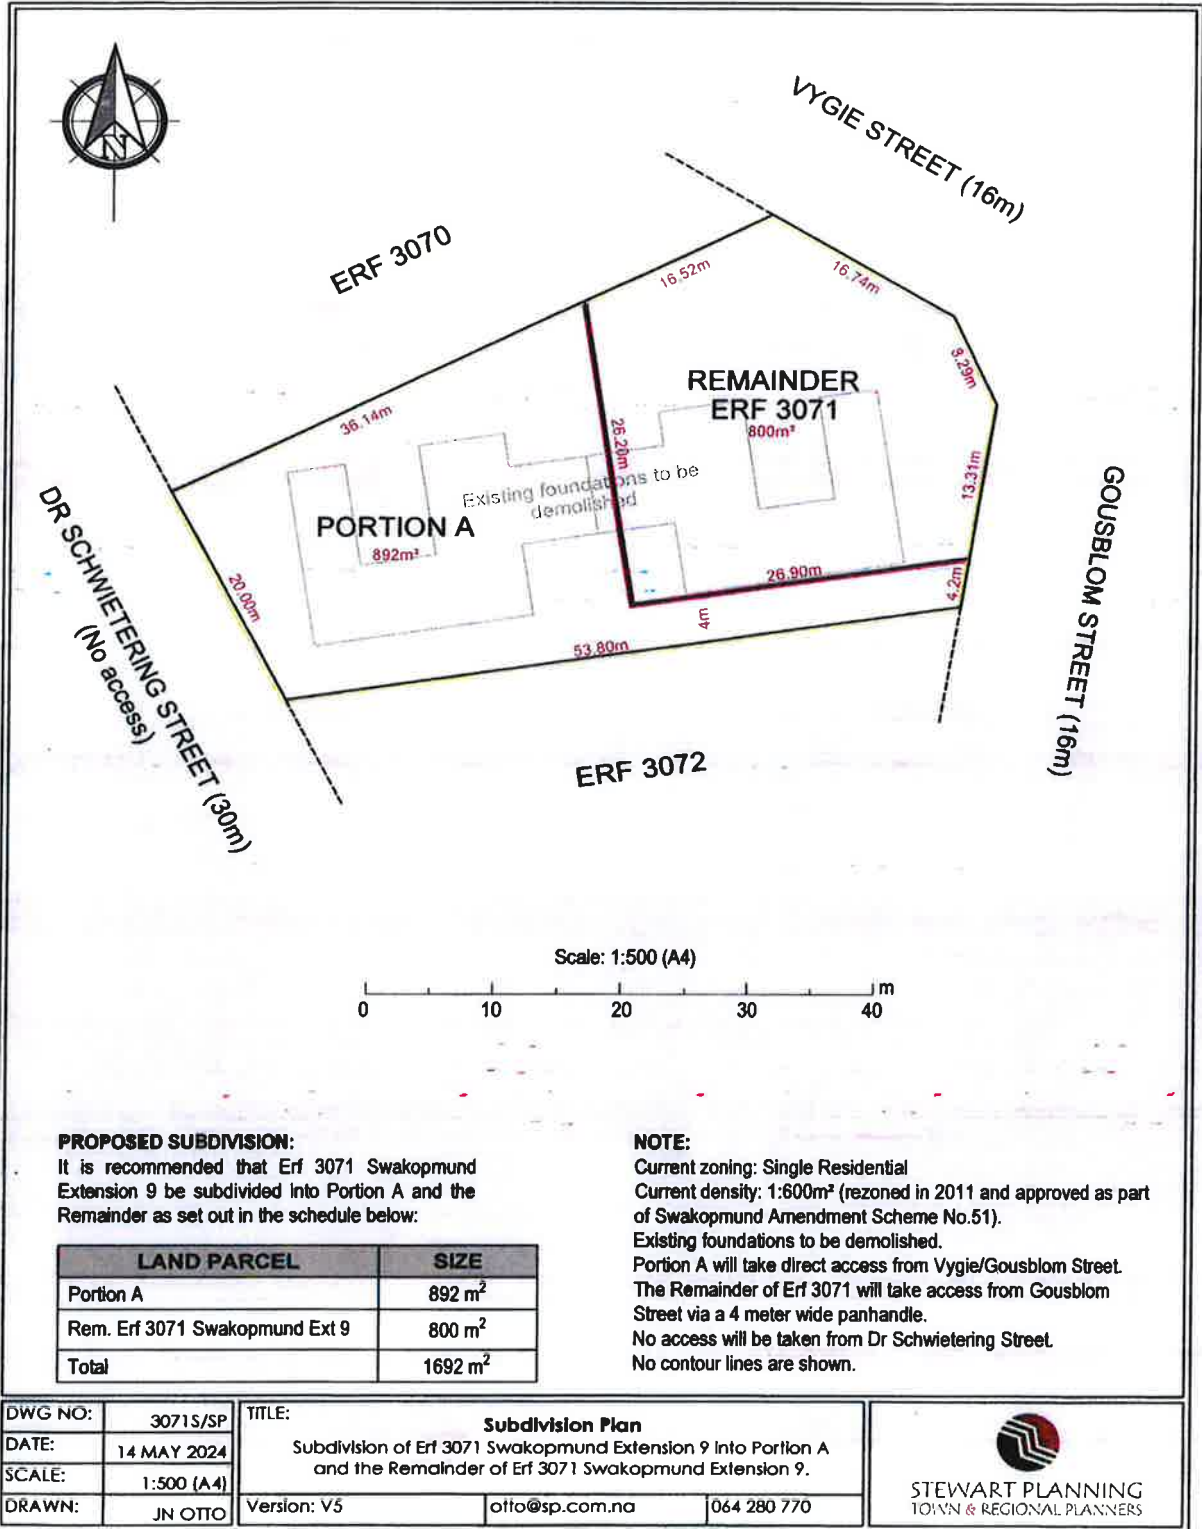 N
VYGIE STREET (16m)
ERF 3070
16.52m
16.74m
8.29m
REMAINDER
ERF 3071
800m²
36.14m
26.20m
13.31m
Existing foundations to be
demolished
PORTION A
892m²
GOUSBLOM STREET (16m)
DR SCHWIETERING STREET (30m)
(No access)
20.00m
26.90m
4.2m
4m
53.80m
ERF 3072
Scale: 1:500 (A4)
m
0 10 20 30 40
PROPOSED SUBDIVISION:
It is recommended that Erf 3071 Swakopmund
Extension 9 be subdivided into Portion A and the
Remainder as set out in the schedule below:
LAND PARCEL SIZE
Portion A 892 m²
Rem. Erf 3071 Swakopmund Ext 9 800 m²
Total 1692 m²
NOTE:
Current zoning: Single Residential
Current density: 1:600m² (rezoned in 2011 and approved as part
of Swakopmund Amendment Scheme No.51).
Existing foundations to be demolished.
Portion A will take direct access from Vygie/Gousblom Street.
The Remainder of Erf 3071 will take access from Gousblom
Street via a 4 meter wide panhandle.
No access will be taken from Dr Schwietering Street.
No contour lines are shown.
DWG NO: 3071S/SP
DATE: 14 MAY 2024
SCALE: 1:500 (A4)
DRAWN: JN OTTO
TITLE:
Subdivision Plan
Subdivision of Erf 3071 Swakopmund Extension 9 into Portion A
and the Remainder of Erf 3071 Swakopmund Extension 9.
Version: V5 otto@sp.com.na 064 280 770
STEWART PLANNING
TOWN & REGIONAL PLANNERS